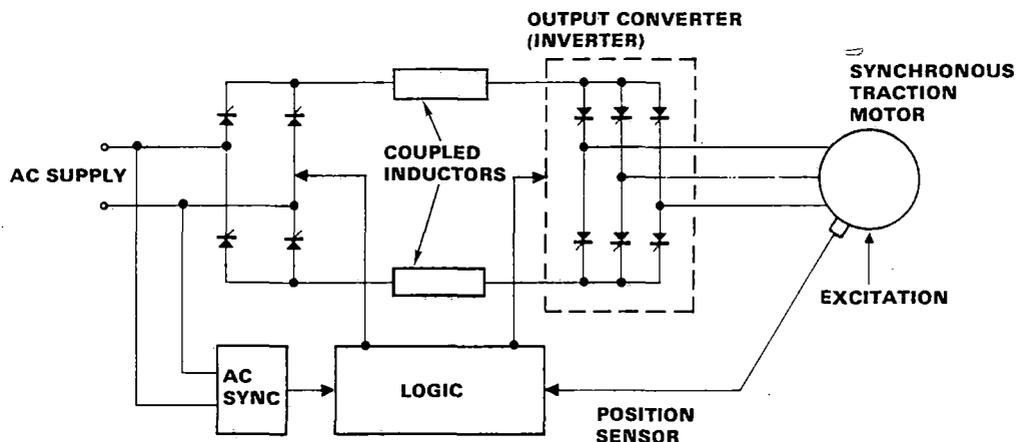 OUTPUT CONVERTER
(INVERTER)
SYNCHRONOUS
TRACTION
MOTOR
AC SUPPLY
COUPLED
INDUCTORS
EXCITATION
AC
SYNC
LOGIC
POSITION
SENSOR